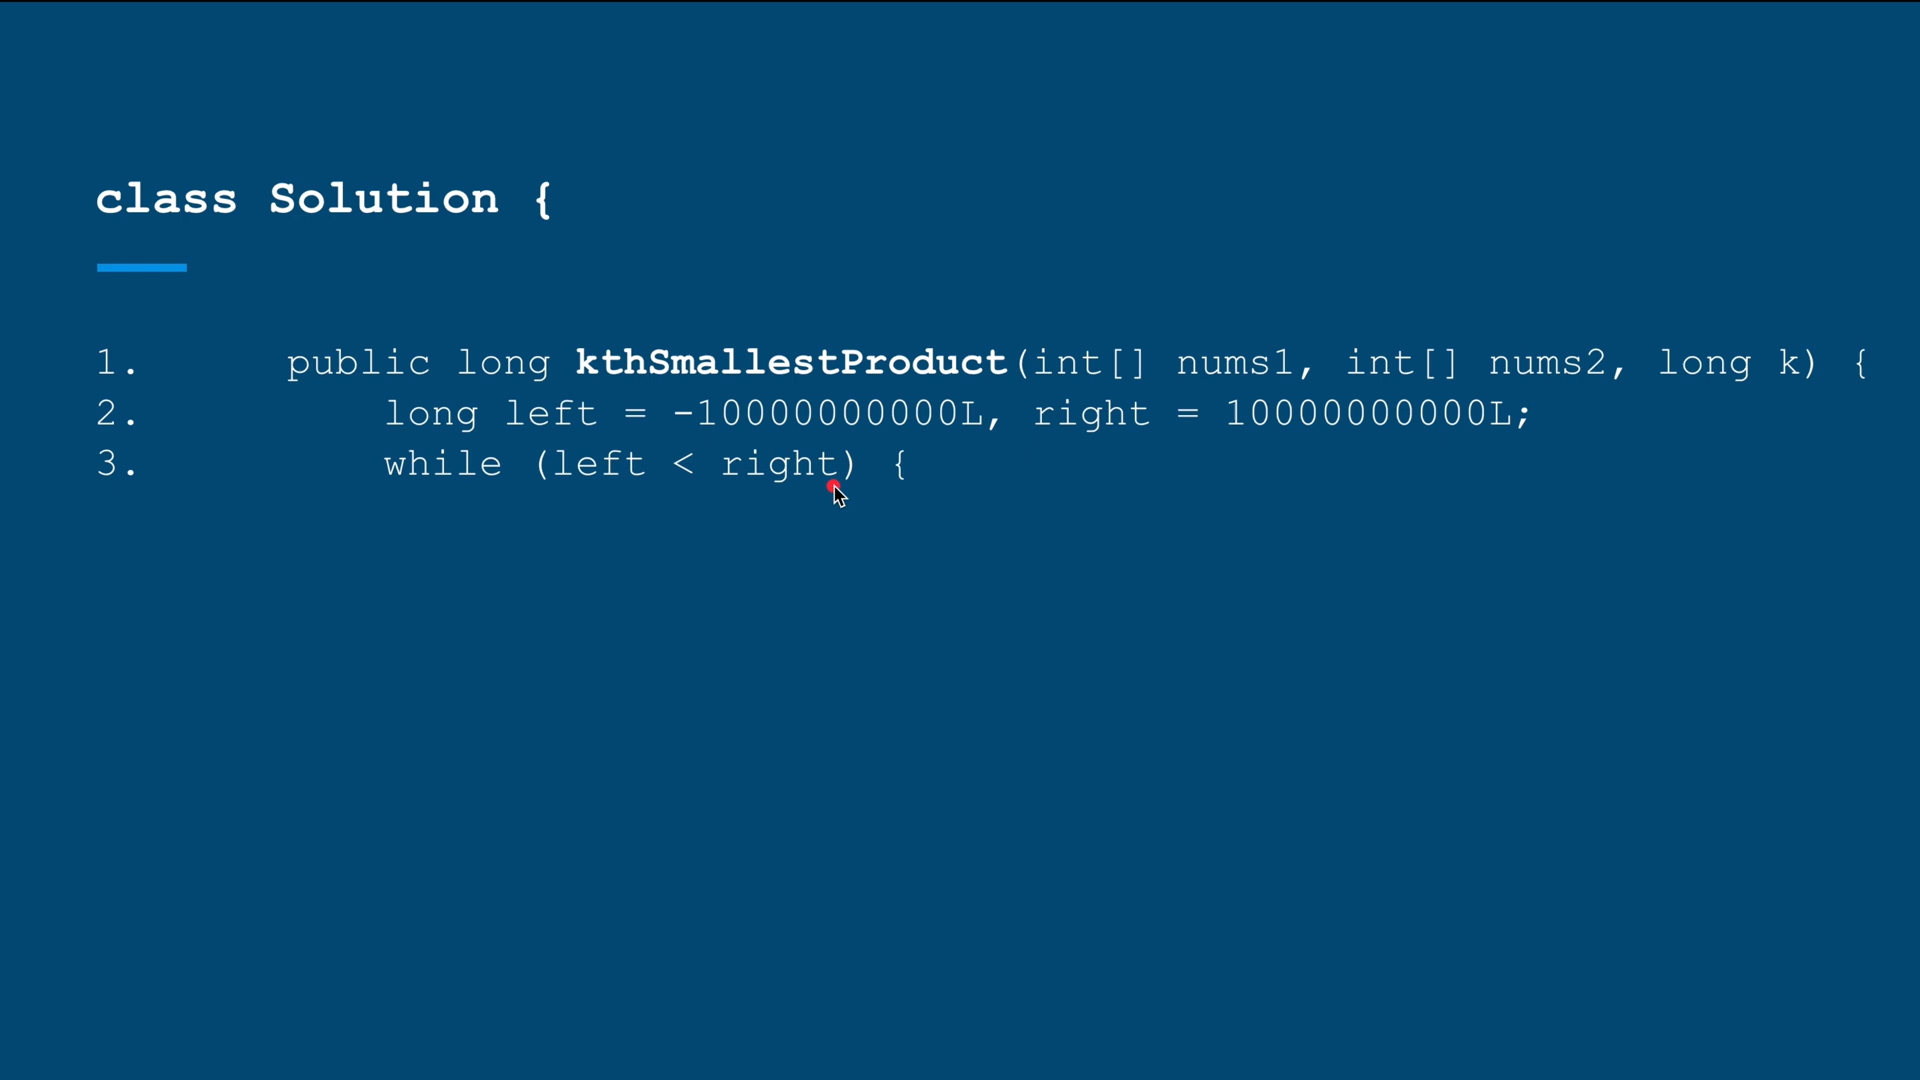 class Solution {
1. public long kthSmallestProduct(int[] nums1, int[] nums2, long k) {
2. long left = -10000000000L, right = 10000000000L;
3. while (left < right) {